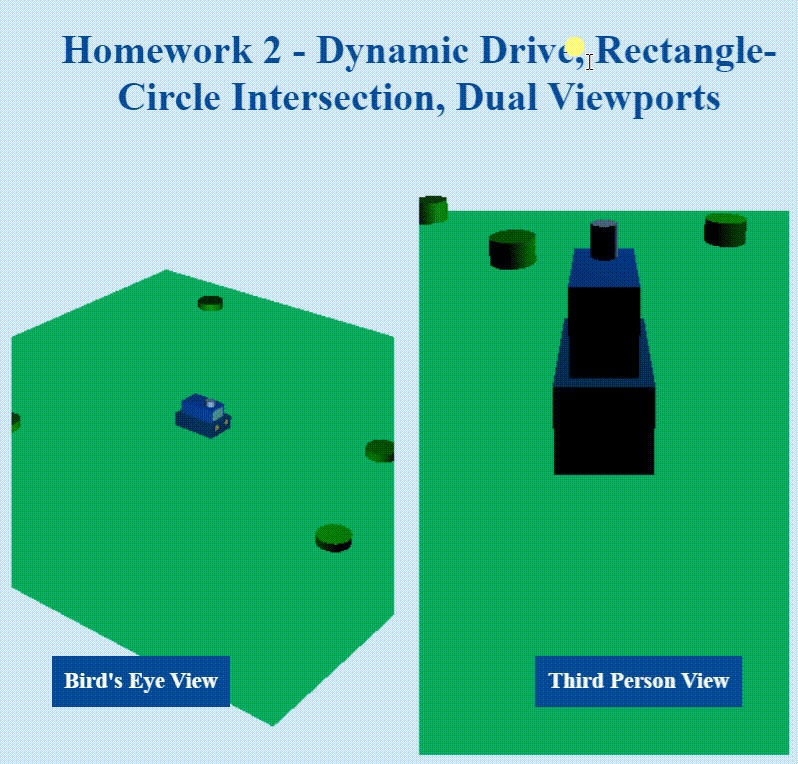 Homework 2 - Dynamic Drive, Rectangle-
Circle Intersection, Dual Viewports
Bird's Eye View
Third Person View